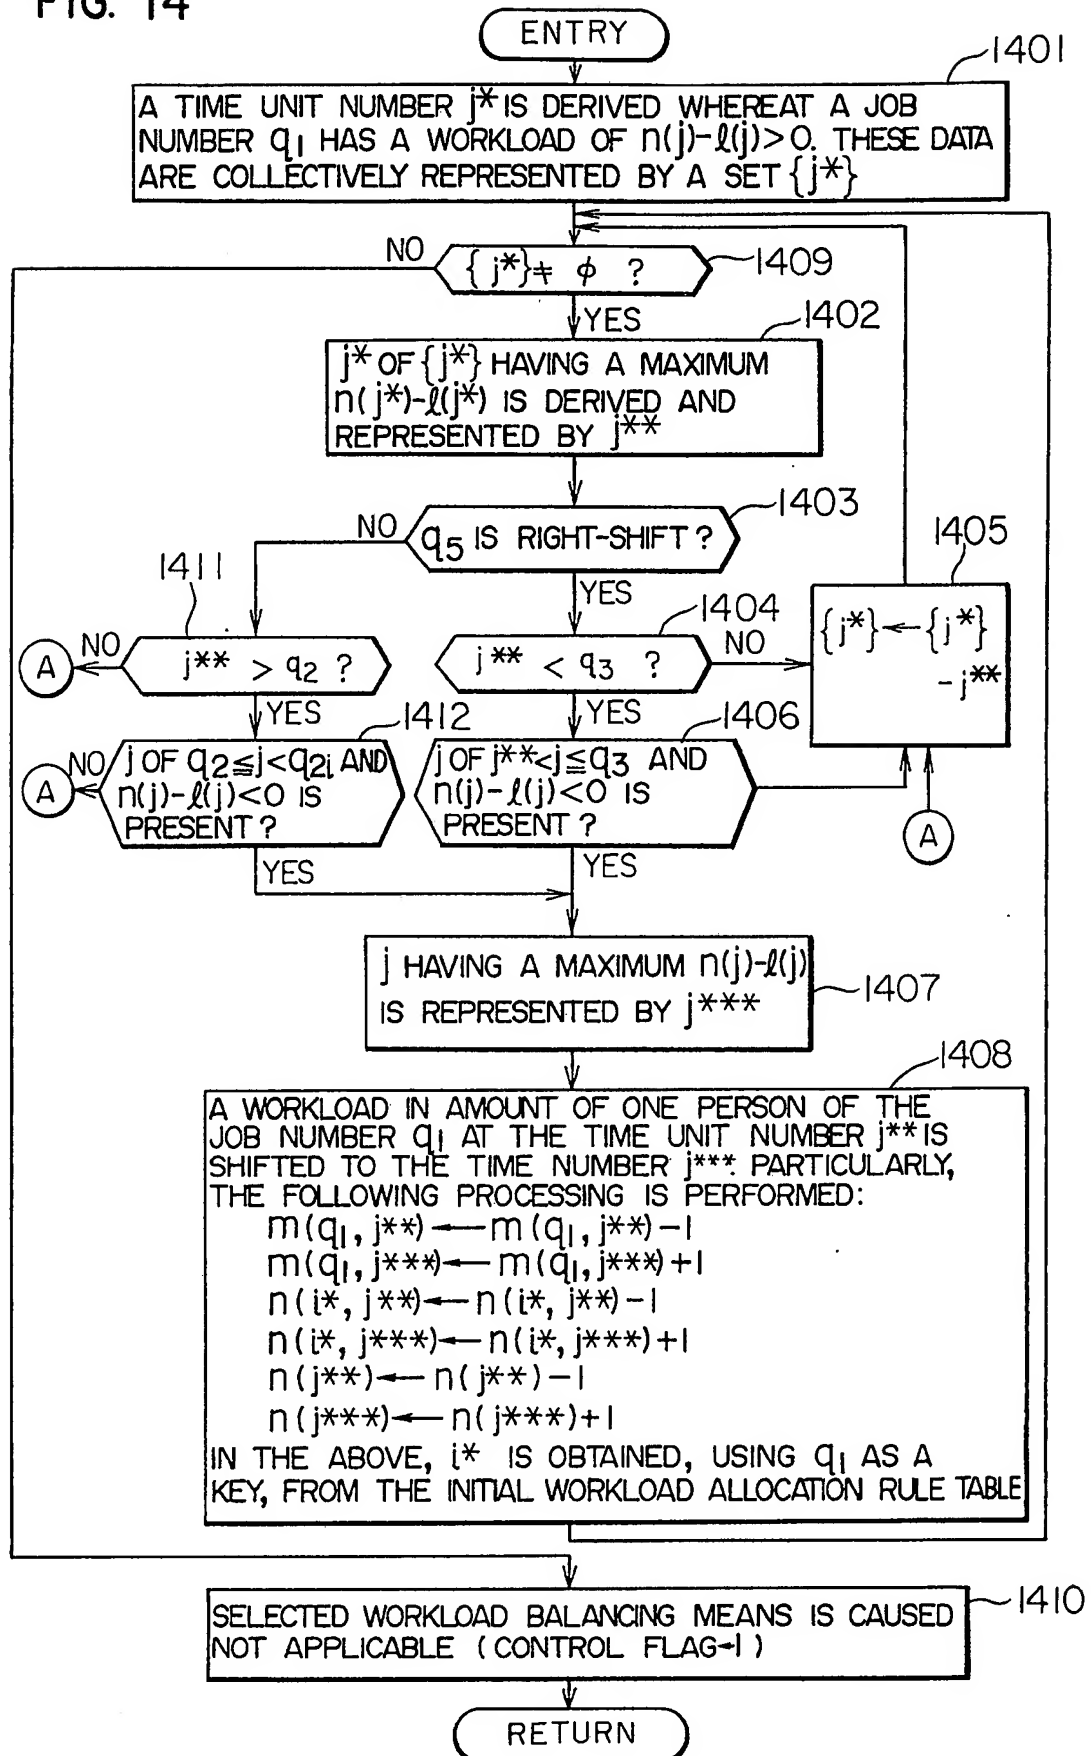 FIG. 14
ENTRY
1401
A TIME UNIT NUMBER j* IS DERIVED WHEREAT A JOB
NUMBER q1 HAS A WORKLOAD OF n(j)-ℓ(j)>0. THESE DATA
ARE COLLECTIVELY REPRESENTED BY A SET {j*}
NO
{j*}≠ φ ?
1409
YES
1402
j* OF {j*} HAVING A MAXIMUM
n(j*)-ℓ(j*) IS DERIVED AND
REPRESENTED BY j**
1403
NO
q5 IS RIGHT-SHIFT ?
1405
1411
YES
1404
{j*}←{j*}
-j**
A
NO
j** > q2 ?
j** < q3 ?
NO
YES
1412
YES
1406
A
NO
j OF q2≦j<q2i AND
n(j)-ℓ(j)<0 IS
PRESENT ?
j OF j**<j≦q3 AND
n(j)-ℓ(j)<0 IS
PRESENT ?
A
YES
YES
j HAVING A MAXIMUM n(j)-ℓ(j)
IS REPRESENTED BY j***
1407
1408
A WORKLOAD IN AMOUNT OF ONE PERSON OF THE
JOB NUMBER q1 AT THE TIME UNIT NUMBER j** IS
SHIFTED TO THE TIME NUMBER j***. PARTICULARLY,
THE FOLLOWING PROCESSING IS PERFORMED:
m(q1, j**)←m(q1, j**)-1
m(q1, j***)←m(q1, j***)+1
n(i*, j**)←n(i*, j**)-1
n(i*, j***)←n(i*, j***)+1
n(j**)←n(j**)-1
n(j***)←n(j***)+1
IN THE ABOVE, i* IS OBTAINED, USING q1 AS A
KEY, FROM THE INITIAL WORKLOAD ALLOCATION RULE TABLE
SELECTED WORKLOAD BALANCING MEANS IS CAUSED
NOT APPLICABLE (CONTROL FLAG←1)
1410
RETURN